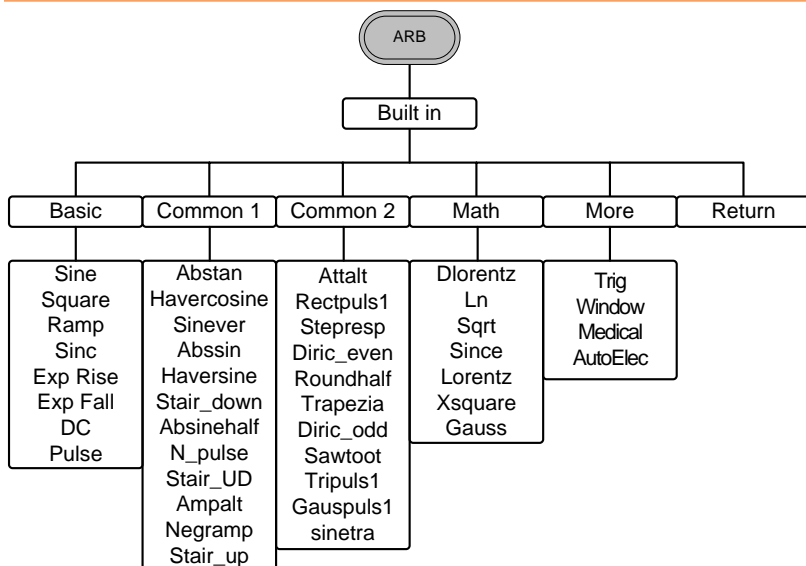 ARB
Built in
Basic
Common 1
Common 2
Math
More
Return
Sine
Square
Ramp
Sinc
Exp Rise
Exp Fall
DC
Pulse
Abstan
Havercosine
Sinever
Abssin
Haversine
Stair_down
Absinehalf
N_pulse
Stair_UD
Ampalt
Negramp
Stair_up
Attalt
Rectpuls1
Stepresp
Diric_even
Roundhalf
Trapezia
Diric_odd
Sawtoot
Tripuls1
Gauspuls1
sinetra
Dlorentz
Ln
Sqrt
Since
Lorentz
Xsquare
Gauss
Trig
Window
Medical
AutoElec